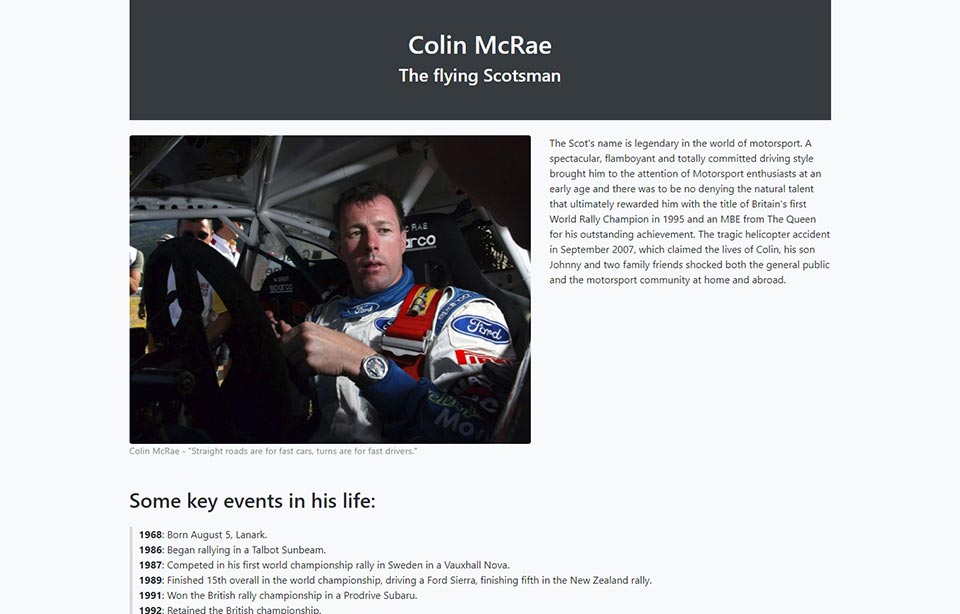 Colin McRae
The flying Scotsman
The Scot's name is legendary in the world of motorsport. A
spectacular, flamboyant and totally committed driving style
brought him to the attention of Motorsport enthusiasts at an
early age and there was to be no denying the natural talent
that ultimately rewarded him with the title of Britain's first
World Rally Champion in 1995 and an MBE from The Queen
for his outstanding achievement. The tragic helicopter accident
in September 2007, which claimed the lives of Colin, his son
Johnny and two family friends shocked both the general public
and the motorsport community at home and abroad.
RAE
arco
sparco
Ford
Ford
Colin McRae - "Straight roads are for fast cars, turns are for fast drivers."
Some key events in his life:
1968: Born August 5, Lanark.
1986: Began rallying in a Talbot Sunbeam.
1987: Competed in his first world championship rally in Sweden in a Vauxhall Nova.
1989: Finished 15th overall in the world championship, driving a Ford Sierra, finishing fifth in the New Zealand rally.
1991: Won the British rally championship in a Prodrive Subaru.
1992: Retained the British championship.